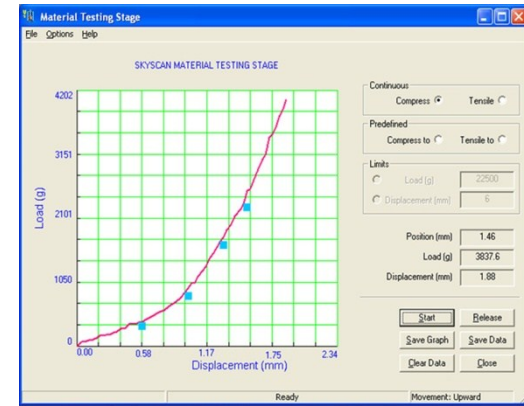 Material Testing Stage
File Options Help
SKYSCAN MATERIAL TESTING STAGE
4202
3151
2101
1050
0
Load (g)
0.00 0.58 1.17 1.75 2.34
Displacement (mm)
Continuous
Compress Tensile
Predefined
Compress to Tensile to
Limits
Load (g) 22500
Displacement (mm) 6
Position (mm) 1.46
Load (g) 3837.6
Displacement (mm) 1.88
Start Release
Save Graph Save Data
Clear Data Close
Ready Movement: Upward